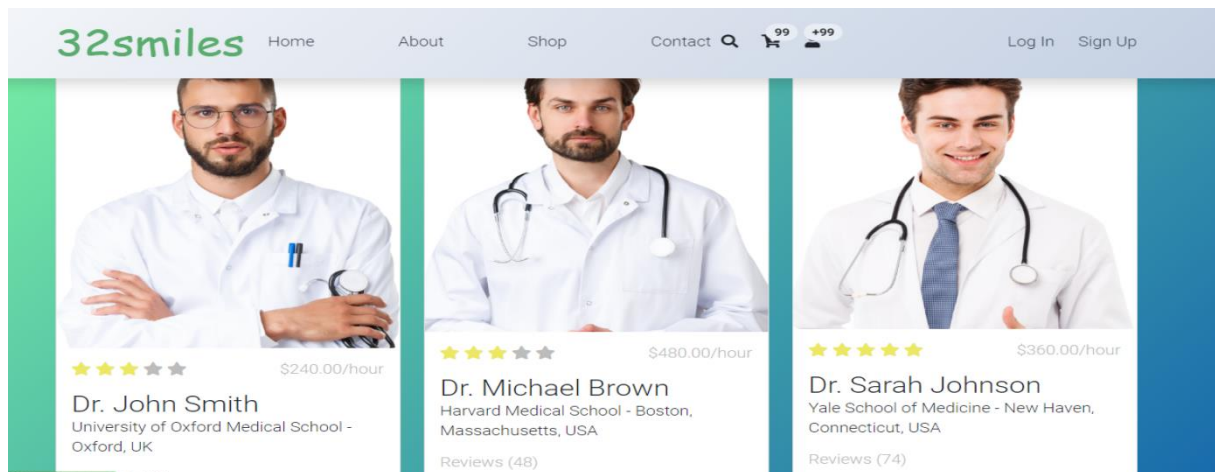 32smiles Home About Shop Contact 99 +99 Log In Sign Up
$240.00/hour
Dr. John Smith
University of Oxford Medical School -
Oxford, UK
$480.00/hour
Dr. Michael Brown
Harvard Medical School - Boston,
Massachusetts, USA
Reviews (48)
$360.00/hour
Dr. Sarah Johnson
Yale School of Medicine - New Haven,
Connecticut, USA
Reviews (74)